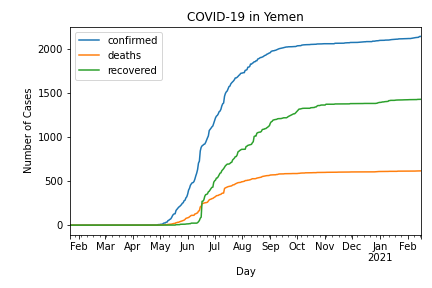 COVID-19 in Yemen
confirmed
deaths
recovered
Number of Cases
2000
1500
1000
500
0
Feb Mar Apr May Jun Jul Aug Sep Oct Nov Dec Jan Feb
2021
Day